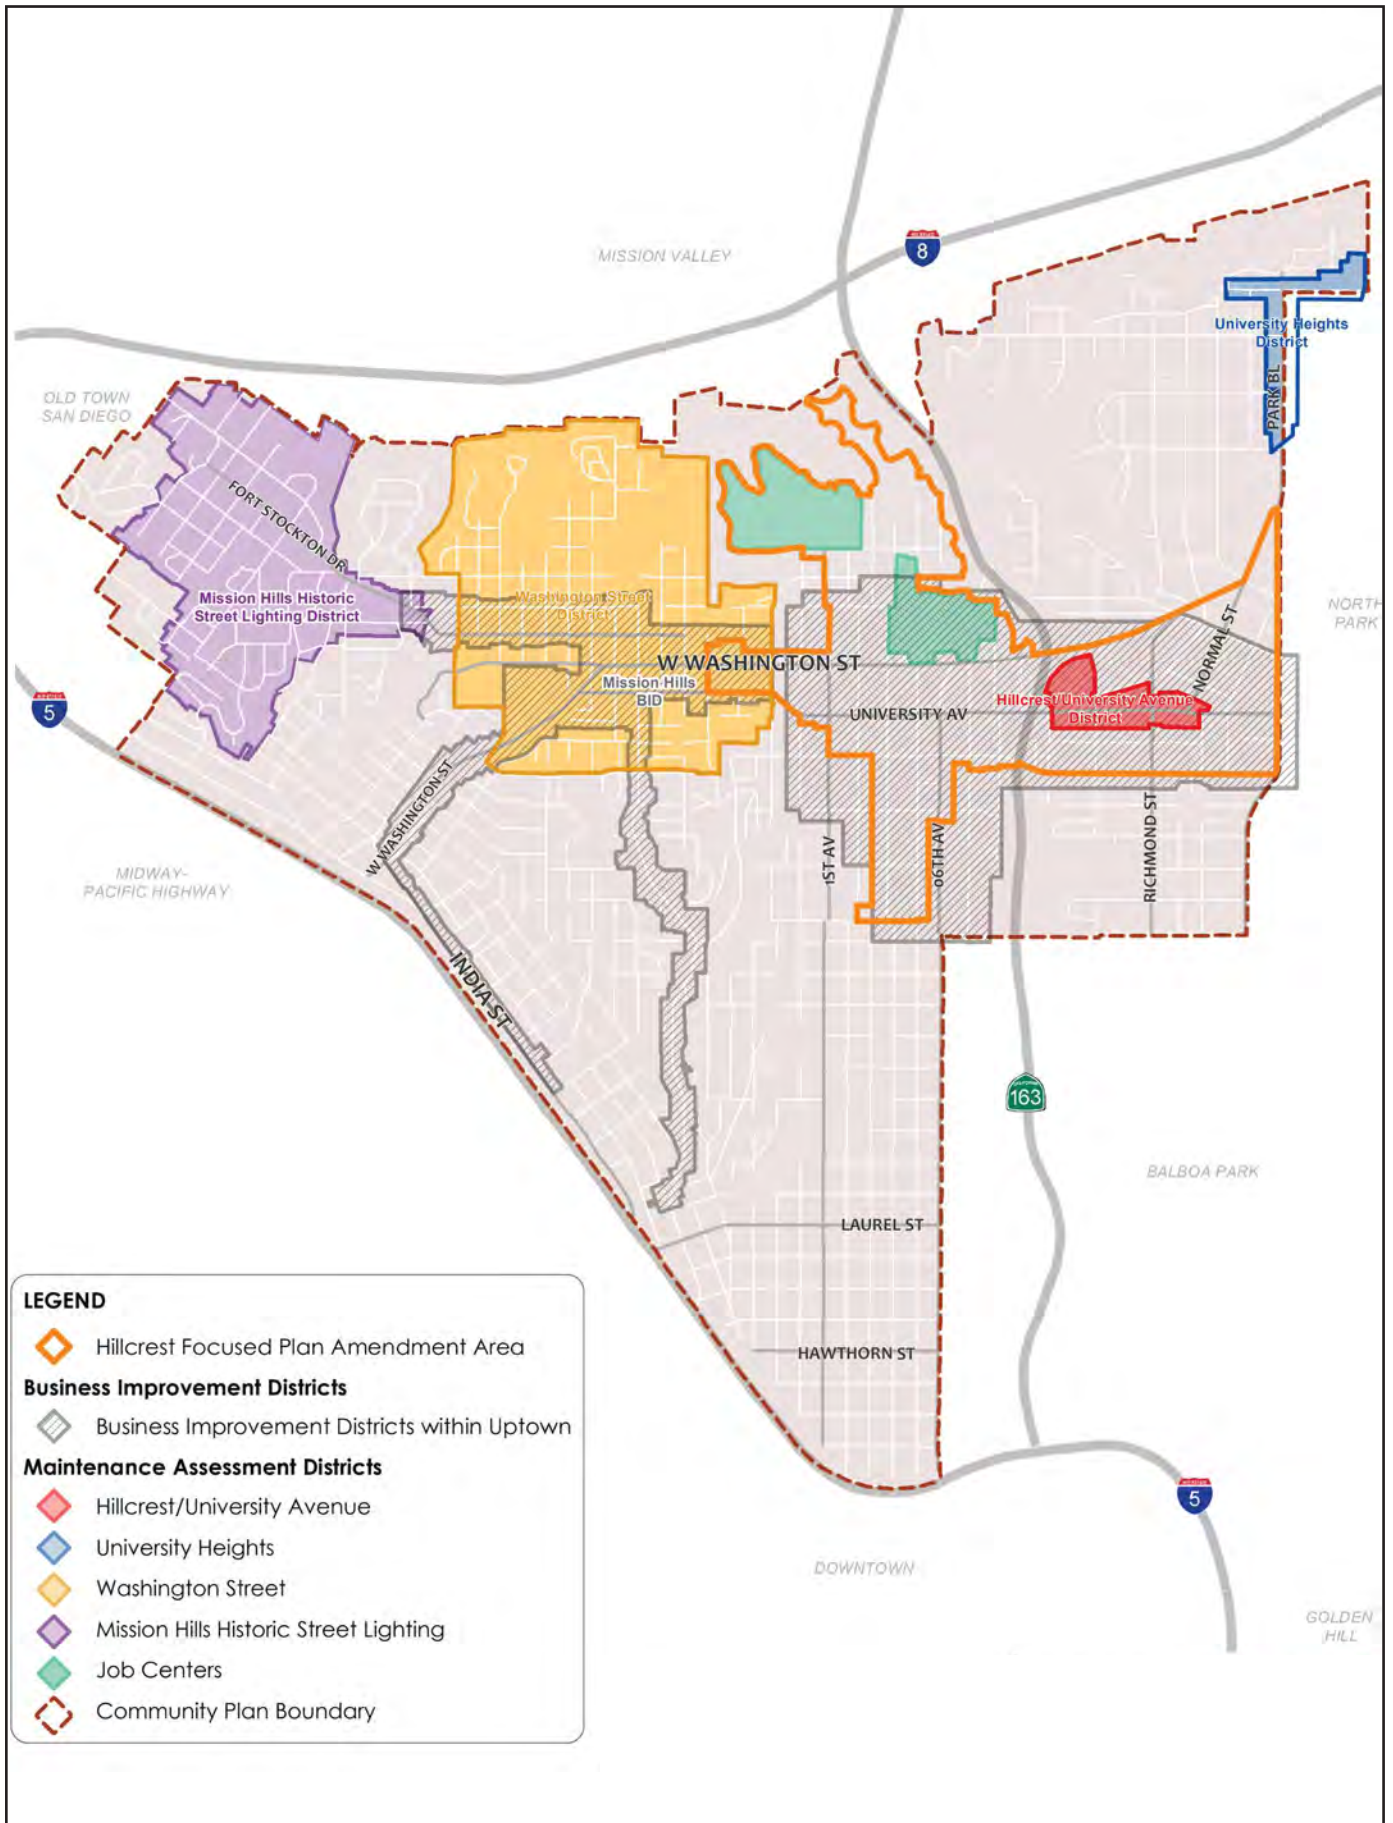 MISSION VALLEY
8
OLD TOWN
SAN DIEGO
University Heights
District
PARK BL
FORT STOCKTON DR
Mission Hills Historic
Street Lighting District
Washington Street
District
NORTH
PARK
NORMAL ST
W WASHINGTON ST
Mission Hills
BID
5
UNIVERSITY AV
Hillcrest/University Avenue
District
W WASHINGTON ST
1ST AV
06TH AV
RICHMOND ST
MIDWAY-
PACIFIC HIGHWAY
INDIA ST
163
BALBOA PARK
LAUREL ST
HAWTHORN ST
5
DOWNTOWN
GOLDEN
HILL
LEGEND
Hillcrest Focused Plan Amendment Area
Business Improvement Districts
Business Improvement Districts within Uptown
Maintenance Assessment Districts
Hillcrest/University Avenue
University Heights
Washington Street
Mission Hills Historic Street Lighting
Job Centers
Community Plan Boundary